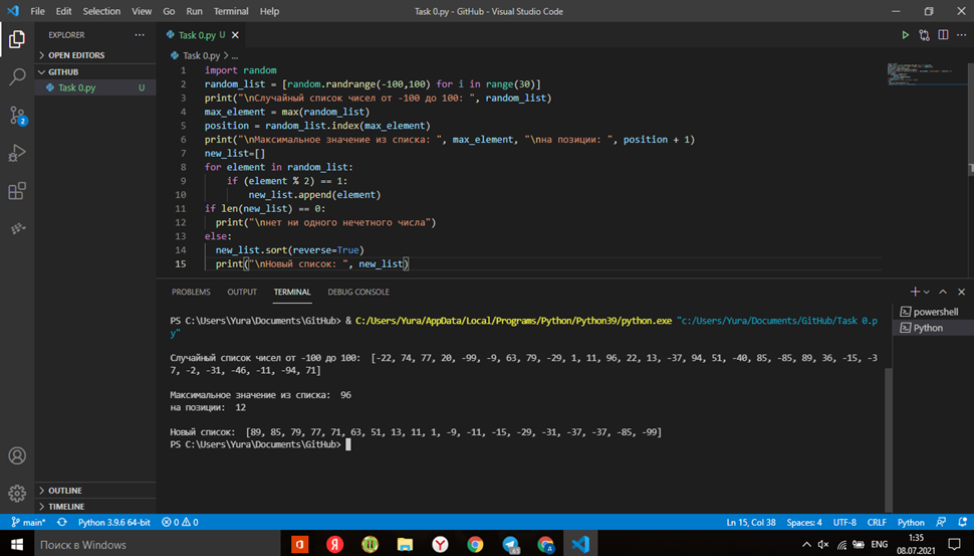 File Edit Selection View Go Run Terminal Help
Task 0.py - GitHub - Visual Studio Code
EXPLORER
OPEN EDITORS
GITHUB
Task 0.py U
2
Task 0.py U
Task 0.py > ...
1 import random
2 random_list = [random.randrange(-100,100) for i in range(30)]
3 print("\nСлучайный список чисел от -100 до 100: ", random_list)
4 max_element = max(random_list)
5 position = random_list.index(max_element)
6 print("\nМаксимальное значение из списка: ", max_element, "\nна позиции: ", position + 1)
7 new_list=[]
8 for element in random_list:
9 if (element % 2) == 1:
10 new_list.append(element)
11 if len(new_list) == 0:
12 print("\nнет ни одного нечетного числа")
13 else:
14 new_list.sort(reverse=True)
15 print("\nНовый список: ", new_list)
PROBLEMS OUTPUT TERMINAL DEBUG CONSOLE
PS C:\Users\Yura\Documents\GitHub> & C:/Users/Yura/AppData/Local/Programs/Python/Python39/python.exe "c:/Users/Yura/Documents/GitHub/Task 0.p
y"
Случайный список чисел от -100 до 100: [-22, 74, 77, 20, -99, -9, 63, 79, -29, 1, 11, 96, 22, 13, -37, 94, 51, -40, 85, -85, 89, 36, -15, -3
7, -2, -31, -46, -11, -94, 71]
Максимальное значение из списка: 96
на позиции: 12
Новый список: [89, 85, 79, 77, 71, 63, 51, 13, 11, 1, -9, -11, -15, -29, -31, -37, -37, -85, -99]
PS C:\Users\Yura\Documents\GitHub>
powershell
Python
OUTLINE
TIMELINE
main* Python 3.9.6 64-bit 0 0
Ln 15, Col 38 Spaces: 4 UTF-8 CRLF Python
Поиск в Windows
ENG
1:35
08.07.2021